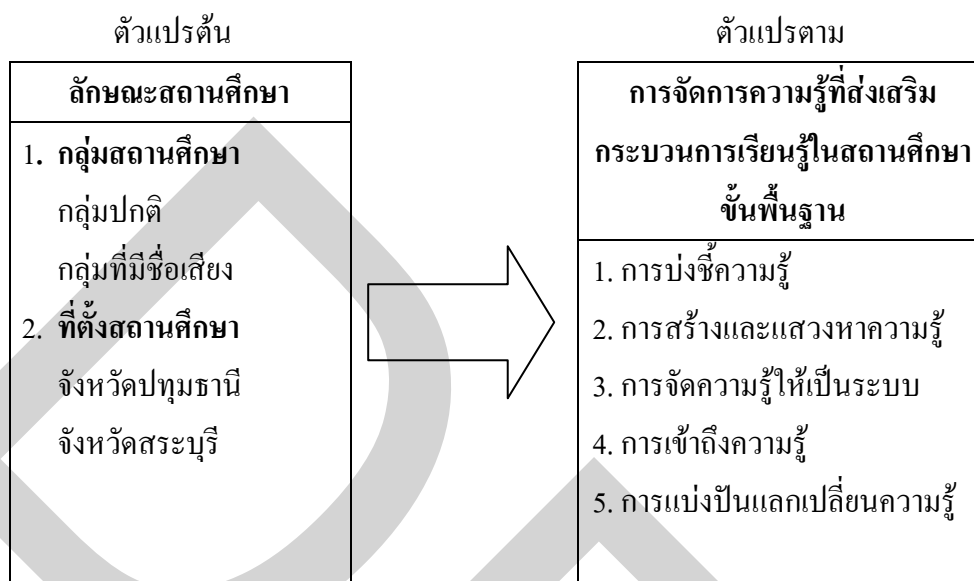 ตัวแปรต้น
ลักษณะสถานศึกษา
1. กลุ่มสถานศึกษา
กลุ่มปกติ
กลุ่มที่มีชื่อเสียง
2. ที่ตั้งสถานศึกษา
จังหวัดปทุมธานี
จังหวัดสระบุรี
ตัวแปรตาม
การจัดการความรู้ที่ส่งเสริม
กระบวนการเรียนรู้ในสถานศึกษา
ขั้นพื้นฐาน
1. การบ่งชี้ความรู้
2. การสร้างและแสวงหาความรู้
3. การจัดความรู้ให้เป็นระบบ
4. การเข้าถึงความรู้
5. การแบ่งปันแลกเปลี่ยนความรู้